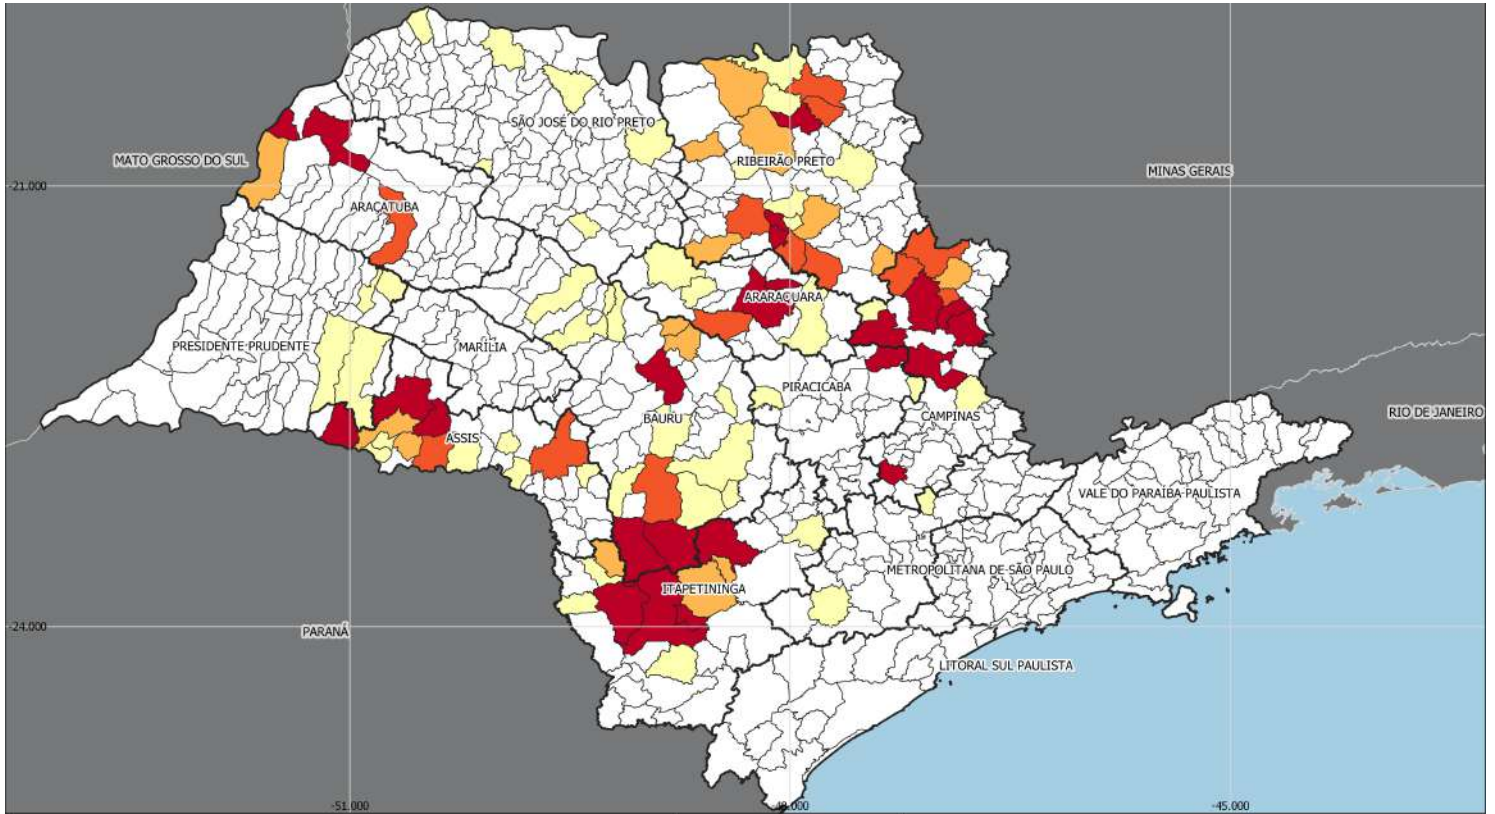 SÃO JOSÉ DO RIO PRETO
MATO GROSSO DO SUL
RIBEIRÃO PRETO
MINAS GERAIS
-21.000
ARAÇATUBA
ARARAQUARA
PRESIDENTE PRUDENTE
MARÍLIA
PIRACICABA
RIO DE JANEIRO
BAURU
CAMPINAS
ASSIS
VALE DO PARAÍBA PAULISTA
METROPOLITANA DE SÃO PAULO
ITAPETININGA
-24.000
PARANÁ
LITORAL SUL PAULISTA
-51.000
-48.000
-45.000